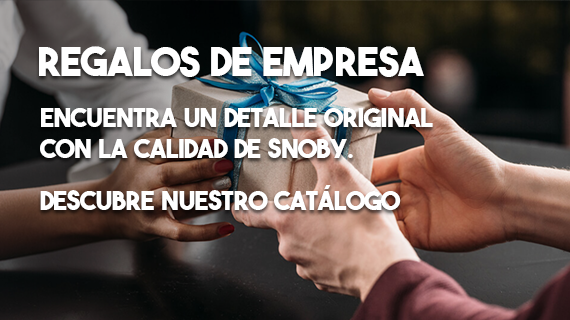 REGALOS DE EMPRESA
ENCUENTRA UN DETALLE ORIGINAL
CON LA CALIDAD DE SNOBY.
DESCUBRE NUESTRO CATÁLOGO